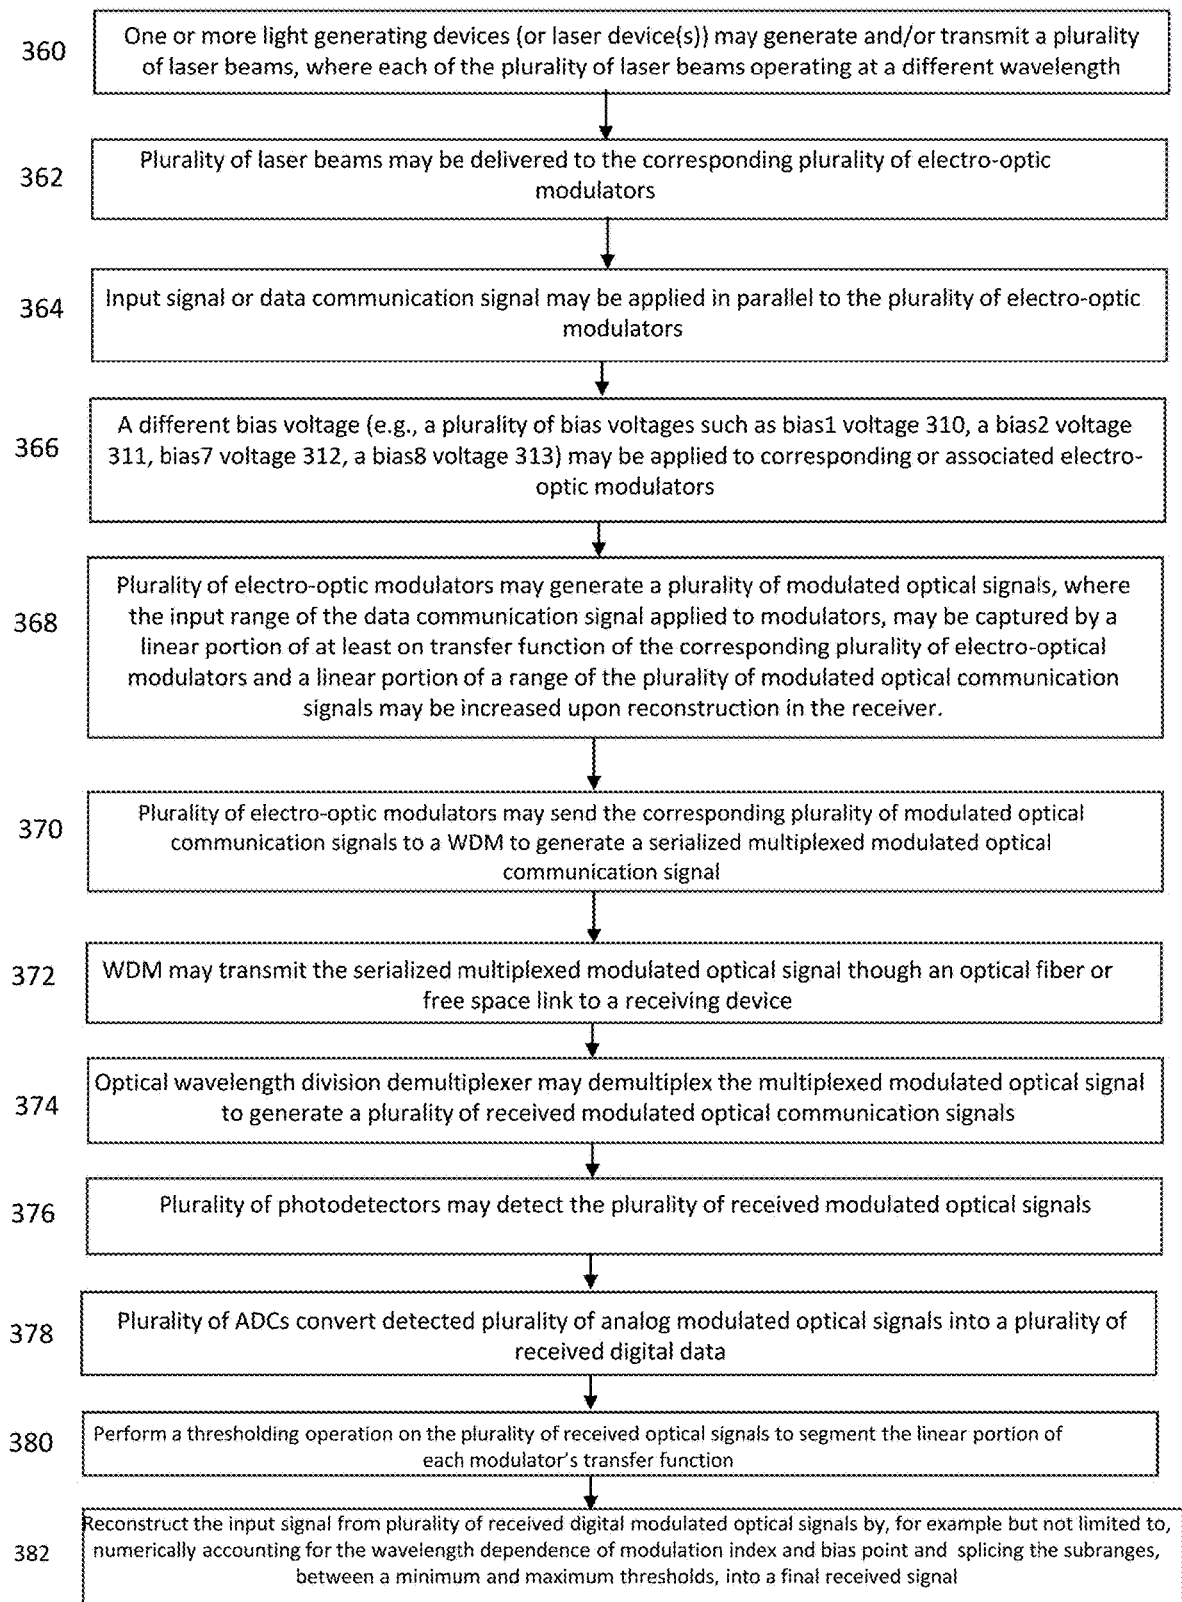 360
One or more light generating devices (or laser device(s)) may generate and/or transmit a plurality
of laser beams, where each of the plurality of laser beams operating at a different wavelength
362
Plurality of laser beams may be delivered to the corresponding plurality of electro-optic
modulators
364
Input signal or data communication signal may be applied in parallel to the plurality of electro-optic
modulators
366
A different bias voltage (e.g., a plurality of bias voltages such as bias1 voltage 310, a bias2 voltage
311, bias7 voltage 312, a bias8 voltage 313) may be applied to corresponding or associated electro-
optic modulators
368
Plurality of electro-optic modulators may generate a plurality of modulated optical signals, where
the input range of the data communication signal applied to modulators, may be captured by a
linear portion of at least on transfer function of the corresponding plurality of electro-optical
modulators and a linear portion of a range of the plurality of modulated optical communication
signals may be increased upon reconstruction in the receiver.
370
Plurality of electro-optic modulators may send the corresponding plurality of modulated optical
communication signals to a WDM to generate a serialized multiplexed modulated optical
communication signal
372
WDM may transmit the serialized multiplexed modulated optical signal though an optical fiber or
free space link to a receiving device
374
Optical wavelength division demultiplexer may demultiplex the multiplexed modulated optical signal
to generate a plurality of received modulated optical communication signals
376
Plurality of photodetectors may detect the plurality of received modulated optical signals
378
Plurality of ADCs convert detected plurality of analog modulated optical signals into a plurality of
received digital data
380
Perform a thresholding operation on the plurality of received optical signals to segment the linear portion of
each modulator's transfer function
382
Reconstruct the input signal from plurality of received digital modulated optical signals by, for example but not limited to,
numerically accounting for the wavelength dependence of modulation index and bias point and splicing the subranges,
between a minimum and maximum thresholds, into a final received signal